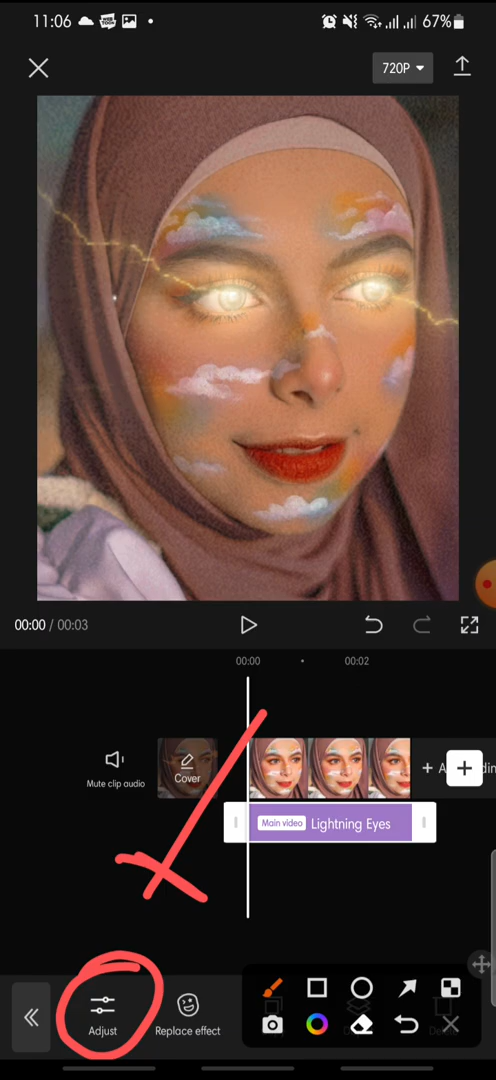 11:06
67%
720P
00:00 / 00:03
00:00
00:02
Mute clip audio
Cover
Main video Lightning Eyes
Adjust
Replace effect